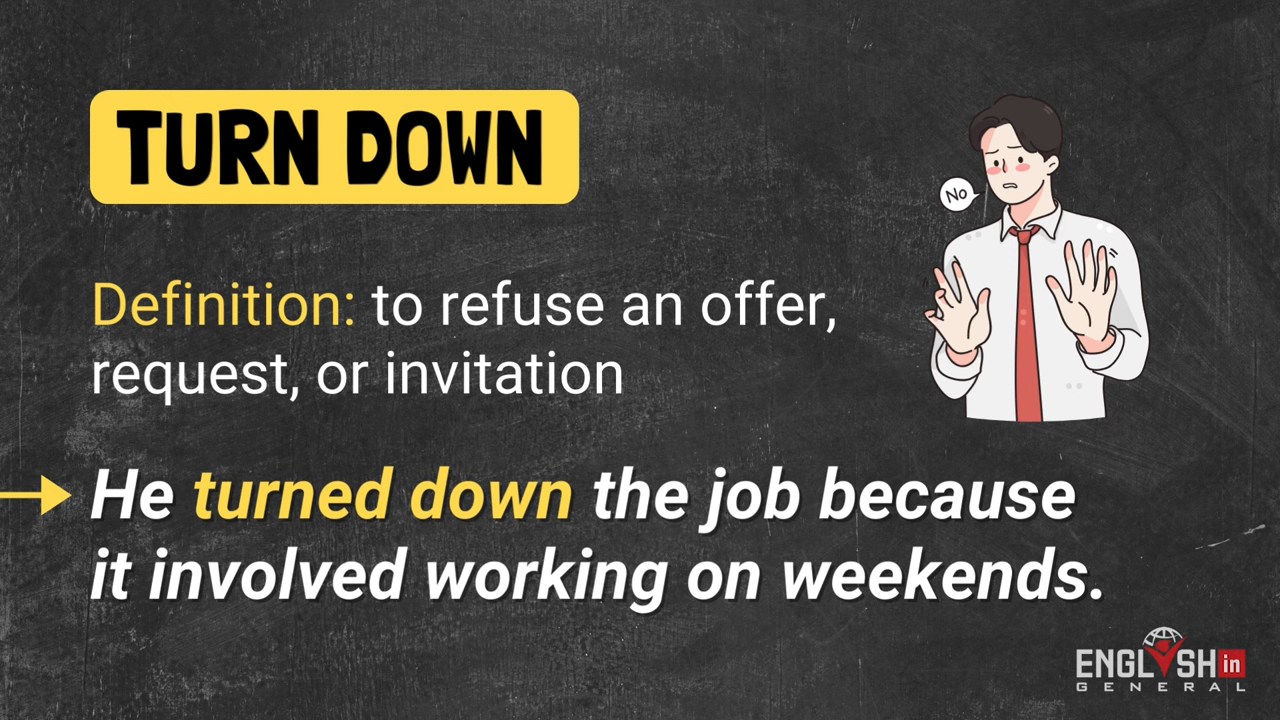 TURN DOWN
No
Definition: to refuse an offer,
request, or invitation
He turned down the job because
it involved working on weekends.
ENGLYSH in
GENERAL